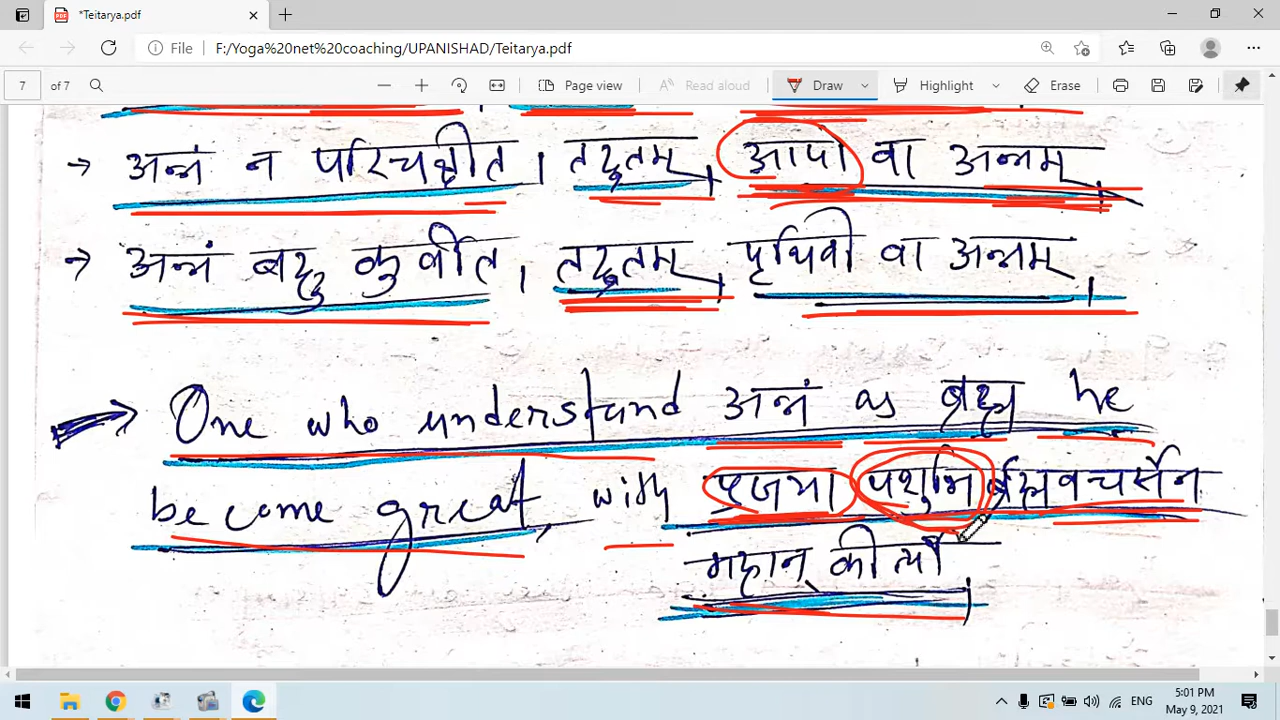 *Teitarya.pdf
File F:/Yoga%20net%20coaching/UPANISHAD/Teitarya.pdf
7 of 7 Page view Read aloud Draw Highlight Erase
→ अन्नं न परिचक्षीत । तद्व्रतम् । आपो वा अन्नम् ।
→ अन्नं बहु कुर्वीत । तद्व्रतम् । पृथिवी वा अन्नम् ।
→ One who understand अन्नं as ब्रह्म he
become great, with प्रजया पशुभि र्ब्रह्मवर्चसेन
महान् कीर्त्या ।
ENG 5:01 PM
May 9, 2021